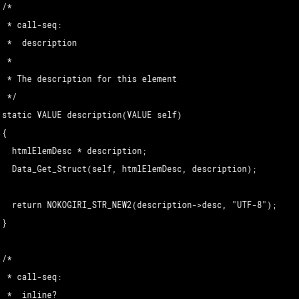 /*
 * call-seq:
 *  description
 *
 * The description for this element
 */
static VALUE description(VALUE self)
{
  htmlElemDesc * description;
  Data_Get_Struct(self, htmlElemDesc, description);

  return NOKOGIRI_STR_NEW2(description->desc, "UTF-8");
}

/*
 * call-seq:
 *  inline?